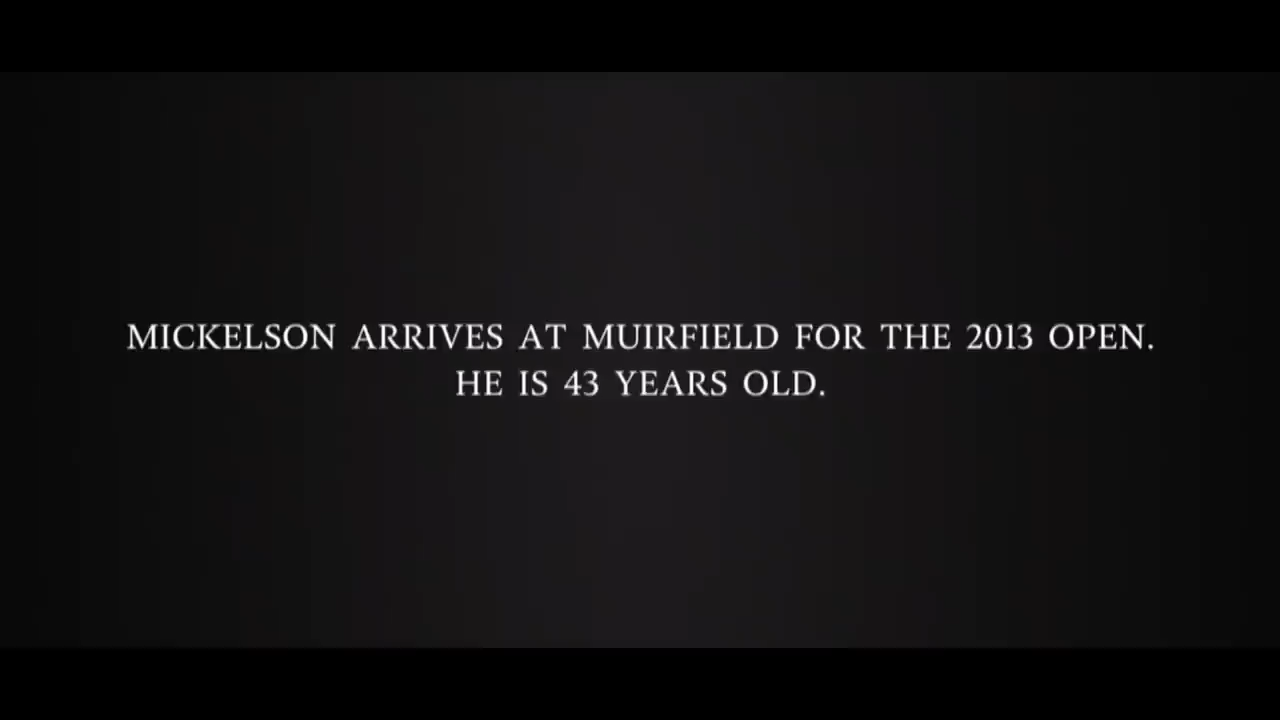 MICKELSON ARRIVES AT MUIRFIELD FOR THE 2013 OPEN.
HE IS 43 YEARS OLD.